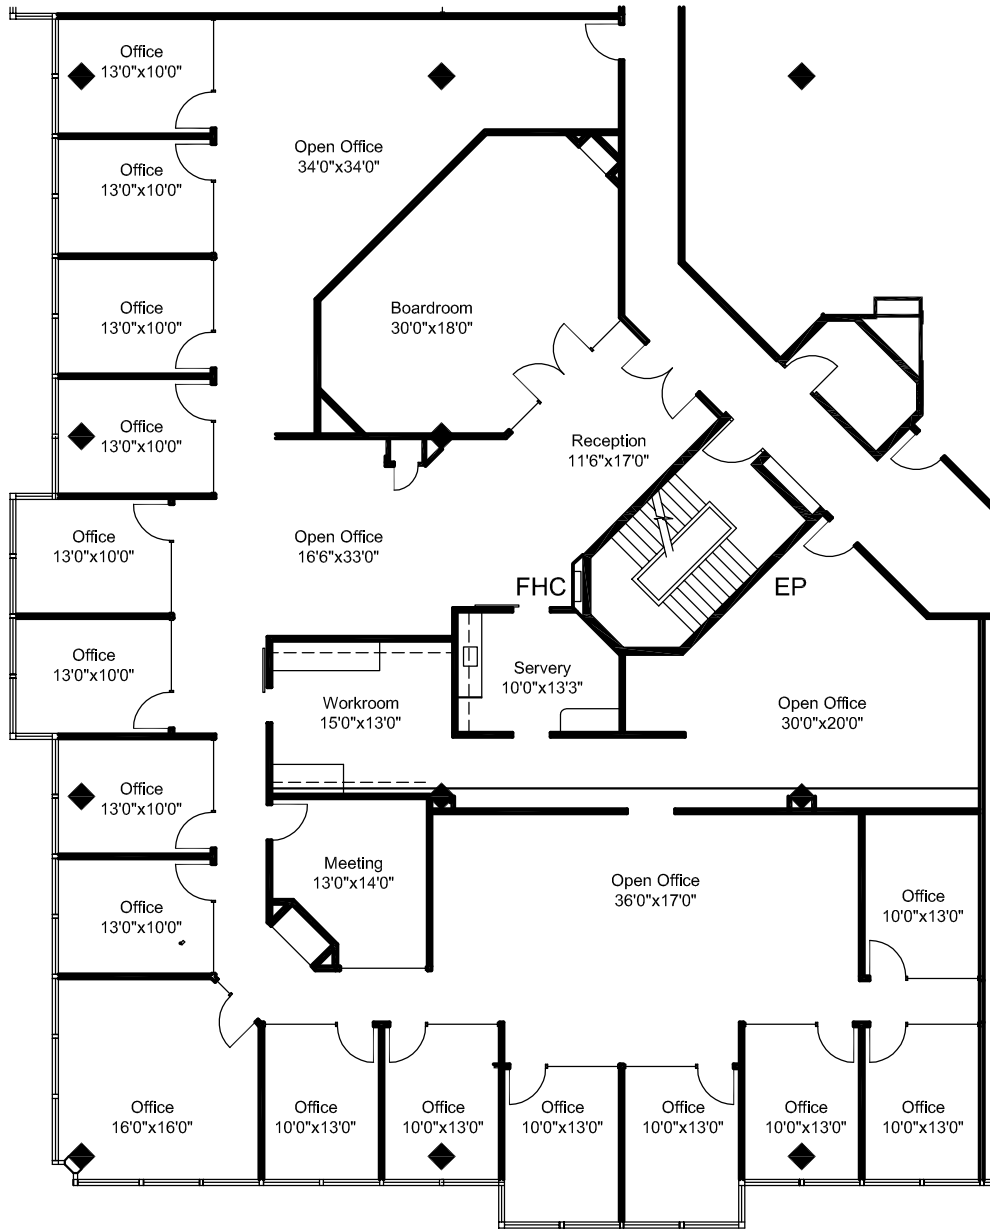 Office
13'0"x10'0"
Open Office
34'0"x34'0"
Office
13'0"x10'0"
Office
13'0"x10'0"
Boardroom
30'0"x18'0"
Office
13'0"x10'0"
Reception
11'6"x17'0"
Office
13'0"x10'0"
Open Office
16'6"x33'0"
FHC
EP
Office
13'0"x10'0"
Servery
10'0"x13'3"
Workroom
15'0"x13'0"
Open Office
30'0"x20'0"
Office
13'0"x10'0"
Meeting
13'0"x14'0"
Open Office
36'0"x17'0"
Office
13'0"x10'0"
Office
10'0"x13'0"
Office
16'0"x16'0"
Office
10'0"x13'0"
Office
10'0"x13'0"
Office
10'0"x13'0"
Office
10'0"x13'0"
Office
10'0"x13'0"
Office
10'0"x13'0"